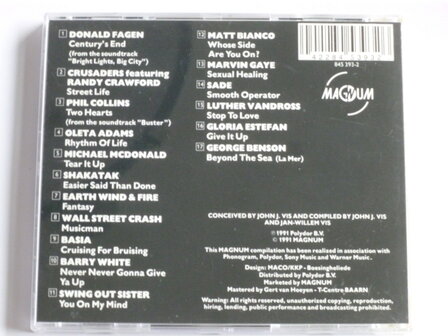 1 DONALD FAGEN
Century's End
(from the soundtrack
"Bright Lights, Big City")
2 CRUSADERS featuring
RANDY CRAWFORD
Street Life
3 PHIL COLLINS
Two Hearts
(from the soundtrack "Buster")
4 OLETA ADAMS
Rhythm Of Life
5 MICHAEL MCDONALD
Tear It Up
6 SHAKATAK
Easier Said Than Done
7 EARTH WIND & FIRE
Fantasy
8 WALL STREET CRASH
Musicman
9 BASIA
Cruising For Bruising
10 BARRY WHITE
Never Never Gonna Give
Ya Up
11 SWING OUT SISTER
You On My Mind
12 MATT BIANCO
Whose Side
Are You On?
13 MARVIN GAYE
Sexual Healing
14 SADE
Smooth Operator
15 LUTHER VANDROSS
Stop To Love
16 GLORIA ESTEFAN
Give It Up
17 GEORGE BENSON
Beyond The Sea (La Mer)
845 393-2
MAGNUM
CONCEIVED BY JOHN J. VIS AND COMPILED BY JOHN J. VIS
AND JAN-WILLEM VIS
℗ 1991 Polydor B.V.
© 1991 MAGNUM
This MAGNUM compilation has been realised in association with
Phonogram, Polydor, Sony Music and Warner Music.
Design: MACO/KKP - Boesingheliede
Distributed by Polydor B.V.
Marketed by MAGNUM
Mastered by Gert van Hoeyen - T-Centre BAARN
Warning: All rights reserved, unauthorized copying, reproduction,
hiring, lending, public performance and broadcasting prohibited.